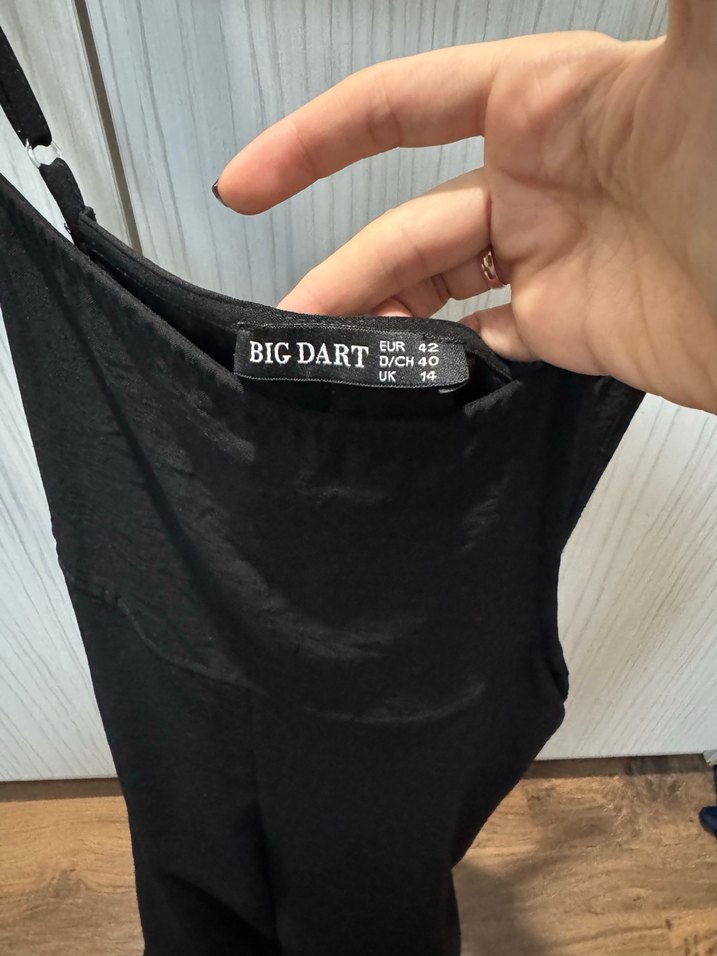 BIG DART
EUR 42
D/CH 40
UK 14